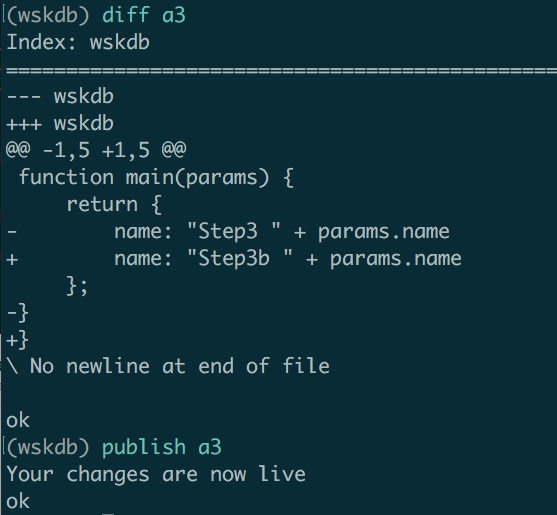 (wskdb) diff a3
Index: wskdb
==============================================
--- wskdb
+++ wskdb
@@ -1,5 +1,5 @@
 function main(params) {
     return {
-        name: "Step3 " + params.name
+        name: "Step3b " + params.name
     };
-}
+}
\ No newline at end of file

ok
(wskdb) publish a3
Your changes are now live
ok